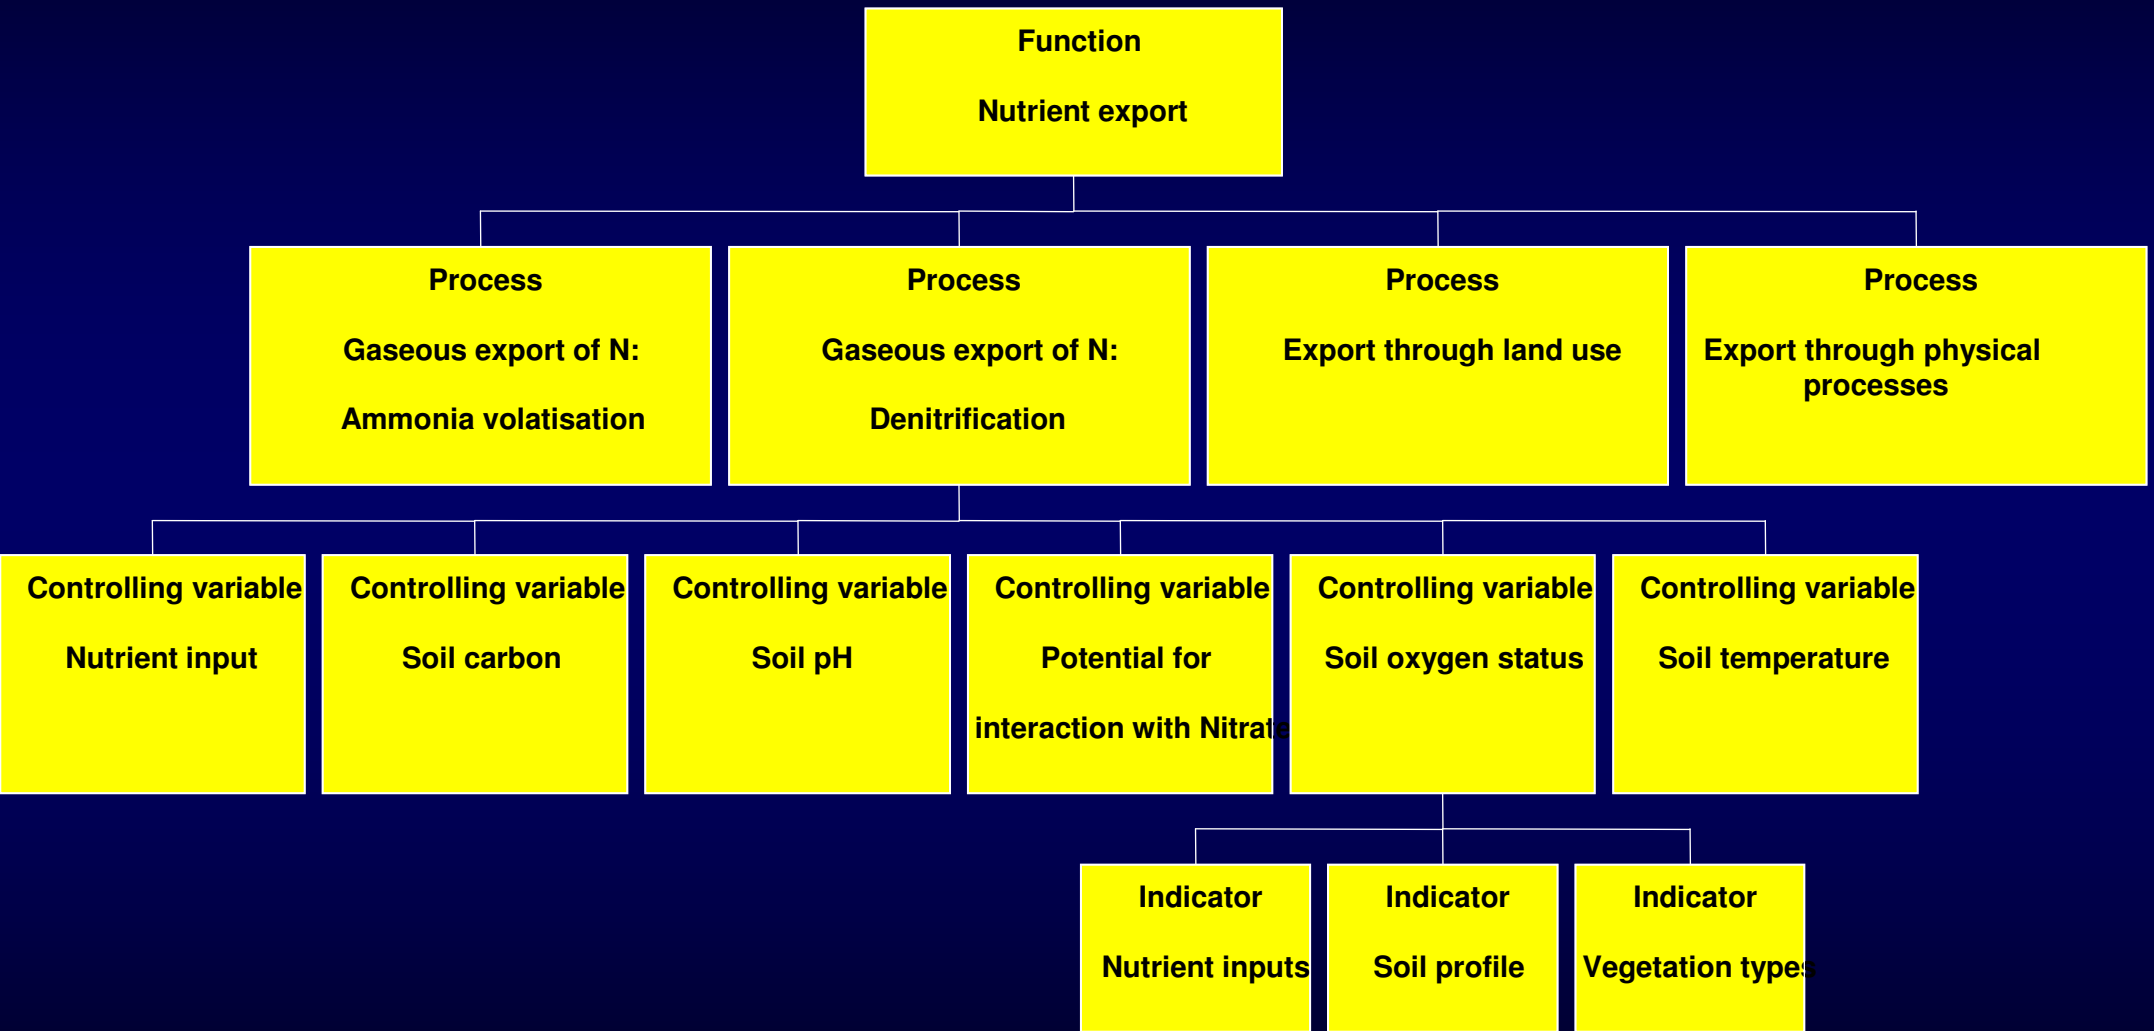 Function
Nutrient export
Process
Gaseous export of N:
Ammonia volatisation
Process
Gaseous export of N:
Denitrification
Process
Export through land use
Process
Export through physical
processes
Controlling variable
Nutrient input
Controlling variable
Soil carbon
Controlling variable
Soil pH
Controlling variable
Potential for
interaction with Nitrate
Controlling variable
Soil oxygen status
Controlling variable
Soil temperature
Indicator
Nutrient inputs
Indicator
Soil profile
Indicator
Vegetation types